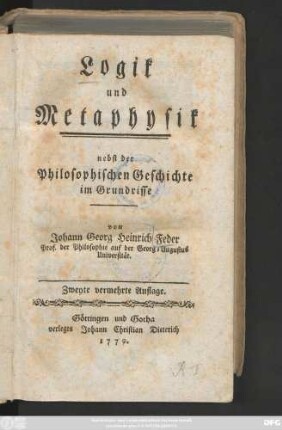 Logik
und
Metaphysik
nebst der
Philosophischen Geschichte
im Grundrisse
von
Johann Georg Heinrich Feder
Prof. der Philosophie auf der Georg-Augustus
Universität.
Zweyte vermehrte Auflage.
Göttingen und Gotha
verlegts Johann Christian Dieterich
1770.